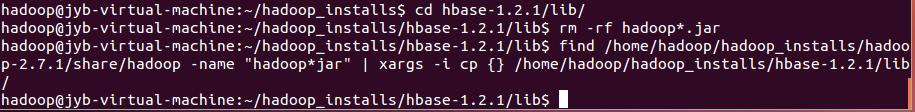 hadoop@jyb-virtual-machine:~/hadoop_installs$ cd hbase-1.2.1/lib/
hadoop@jyb-virtual-machine:~/hadoop_installs/hbase-1.2.1/lib$ rm -rf hadoop*.jar
hadoop@jyb-virtual-machine:~/hadoop_installs/hbase-1.2.1/lib$ find /home/hadoop/hadoop_installs/hadoo
p-2.7.1/share/hadoop -name "hadoop*jar" | xargs -i cp {} /home/hadoop/hadoop_installs/hbase-1.2.1/lib
/
hadoop@jyb-virtual-machine:~/hadoop_installs/hbase-1.2.1/lib$